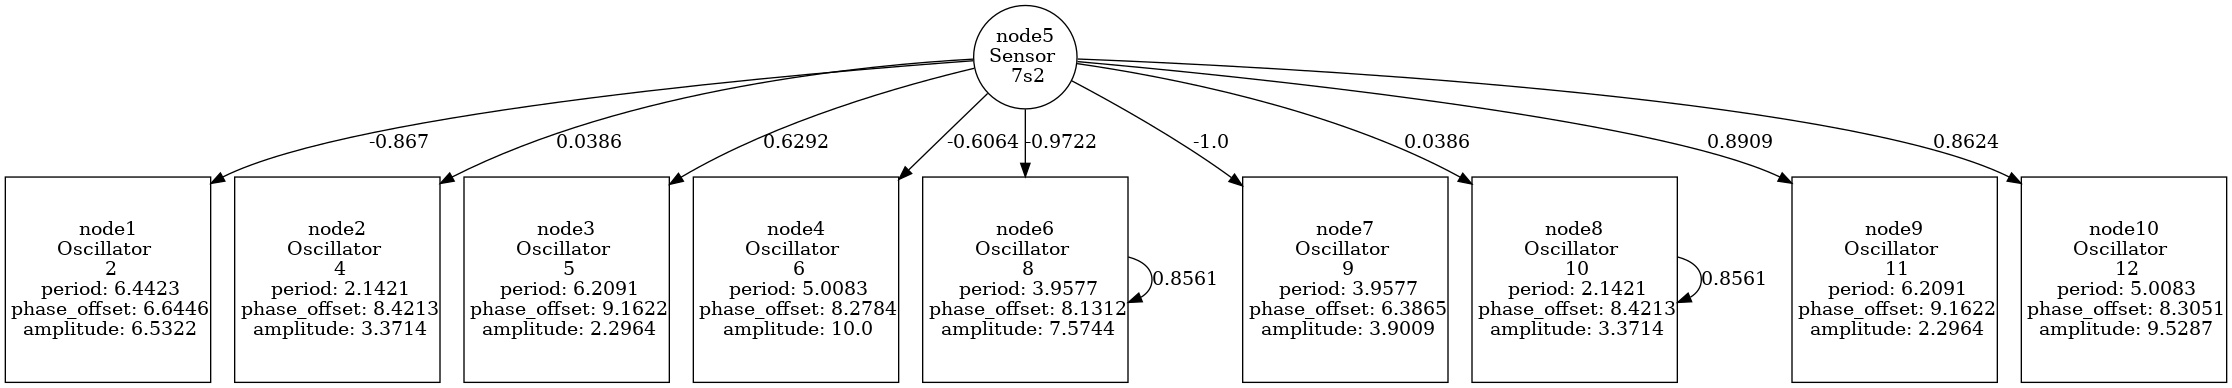 node5
Sensor
7s2
-0.867
0.0386
0.6292
-0.6064
-0.9722
-1.0
0.0386
0.8909
0.8624
node1
Oscillator
2
period: 6.4423
phase_offset: 6.6446
amplitude: 6.5322
node2
Oscillator
4
period: 2.1421
phase_offset: 8.4213
amplitude: 3.3714
node3
Oscillator
5
period: 6.2091
phase_offset: 9.1622
amplitude: 2.2964
node4
Oscillator
6
period: 5.0083
phase_offset: 8.2784
amplitude: 10.0
node6
Oscillator
8
period: 3.9577
phase_offset: 8.1312
amplitude: 7.5744
0.8561
node7
Oscillator
9
period: 3.9577
phase_offset: 6.3865
amplitude: 3.9009
node8
Oscillator
10
period: 2.1421
phase_offset: 8.4213
amplitude: 3.3714
0.8561
node9
Oscillator
11
period: 6.2091
phase_offset: 9.1622
amplitude: 2.2964
node10
Oscillator
12
period: 5.0083
phase_offset: 8.3051
amplitude: 9.5287